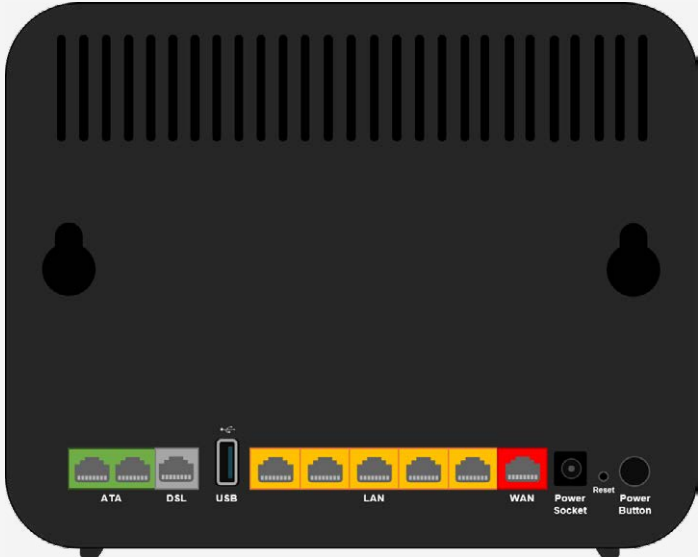 ATA
DSL
USB
LAN
WAN
Power
Socket
Reset
Power
Button